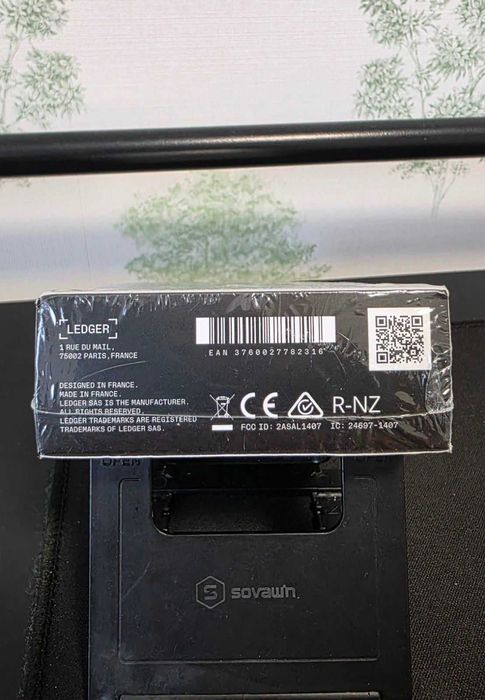 LEDGER
1 RUE DU MAIL,
75002 PARIS, FRANCE
EAN 3760027782316
DESIGNED IN FRANCE.
MADE IN FRANCE.
LEDGER SAS IS THE MANUFACTURER.
ALL RIGHTS RESERVED.
LEDGER TRADEMARKS ARE REGISTERED
TRADEMARKS OF LEDGER SAS.
CE R-NZ
FCC ID: 2ASAL1407 IC: 24697-1407
OPEN
S sovawn